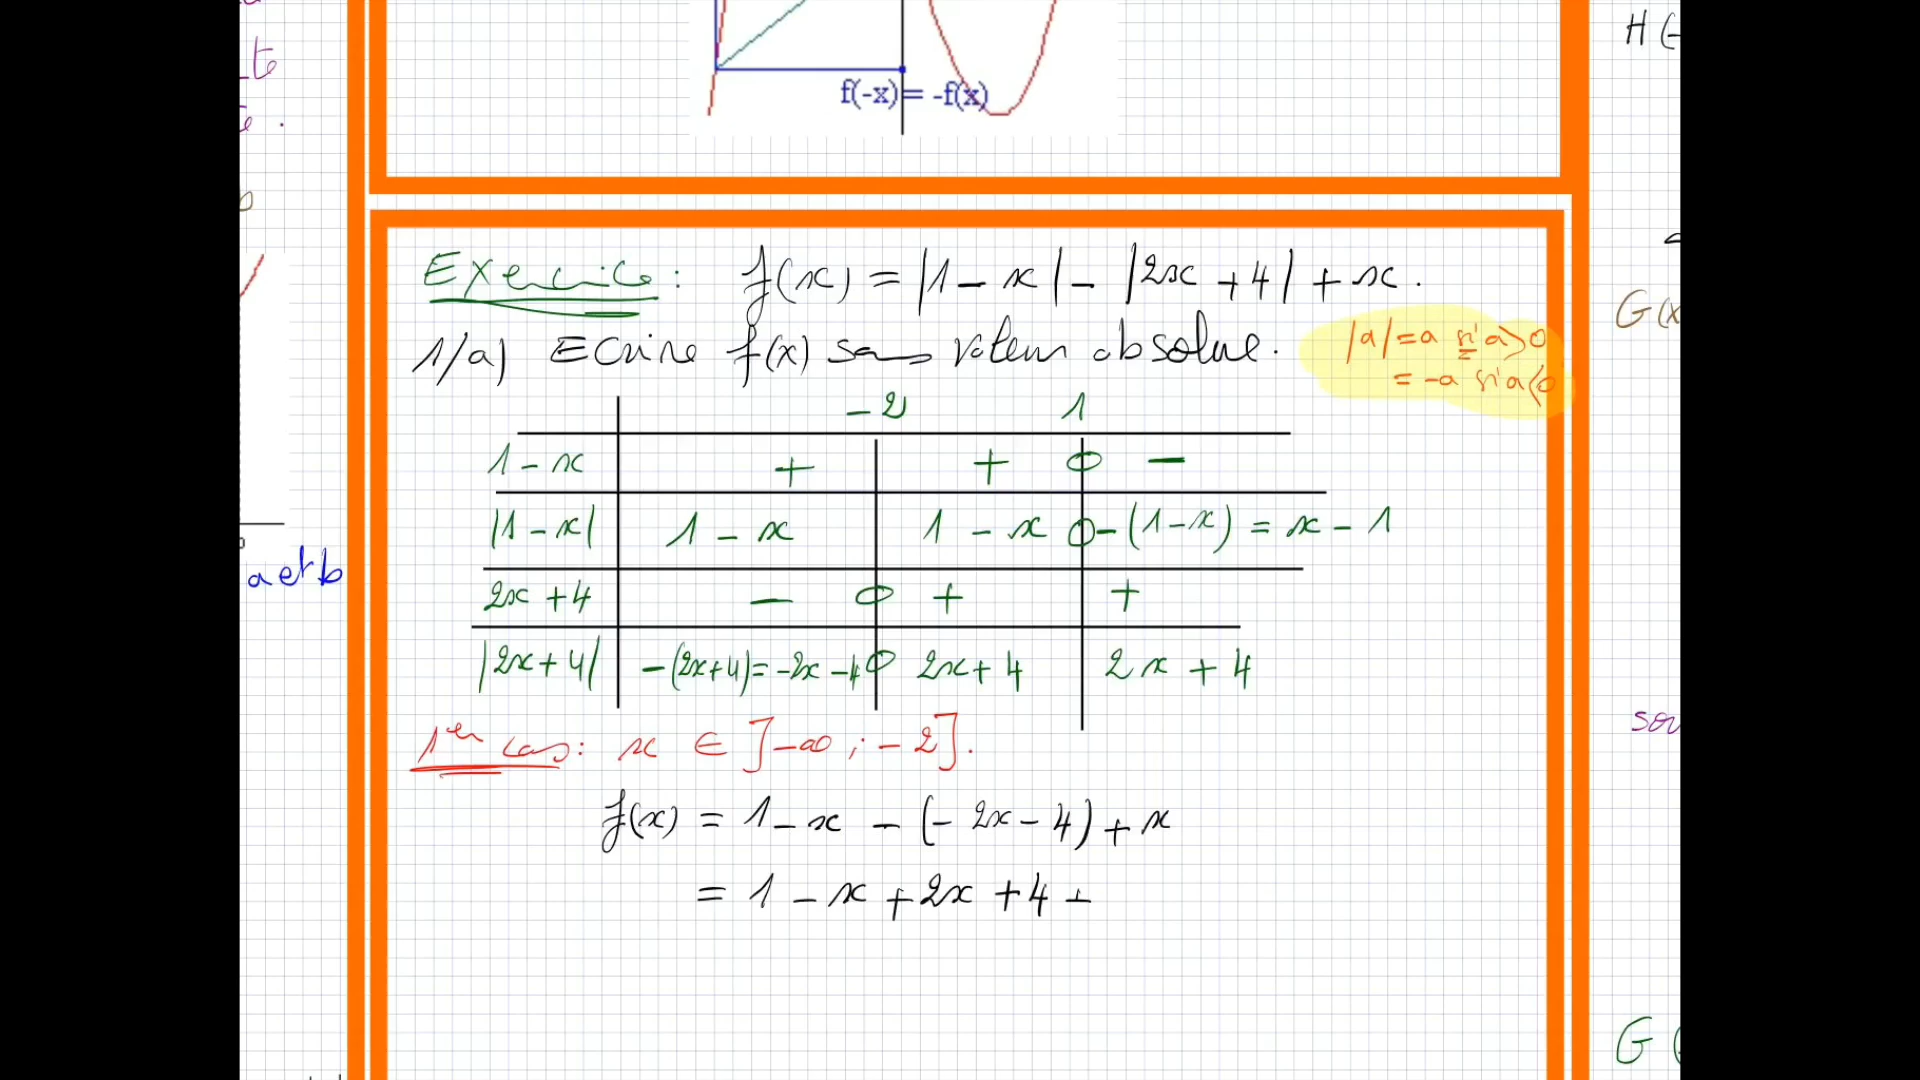 f(-x) = -f(x)
H(-
te
e.
G(x
Exercice : f(x) = |1 - x| - |2x + 4| + x.
1/a) Ecrire f(x) sans valeur absolue.
|a| = a si a > 0
= -a si a < 0
-2 1
1 - x + + 0 -
|1 - x| 1 - x 1 - x 0 -(1 - x) = x - 1
a et b
2x + 4 - 0 + +
|2x + 4| -(2x+4) = -2x - 4 0 2x + 4 2x + 4
1er cas : x ∈ ]-∞ ; -2].
f(x) = 1 - x - (- 2x - 4) + x
= 1 - x + 2x + 4 +
G (